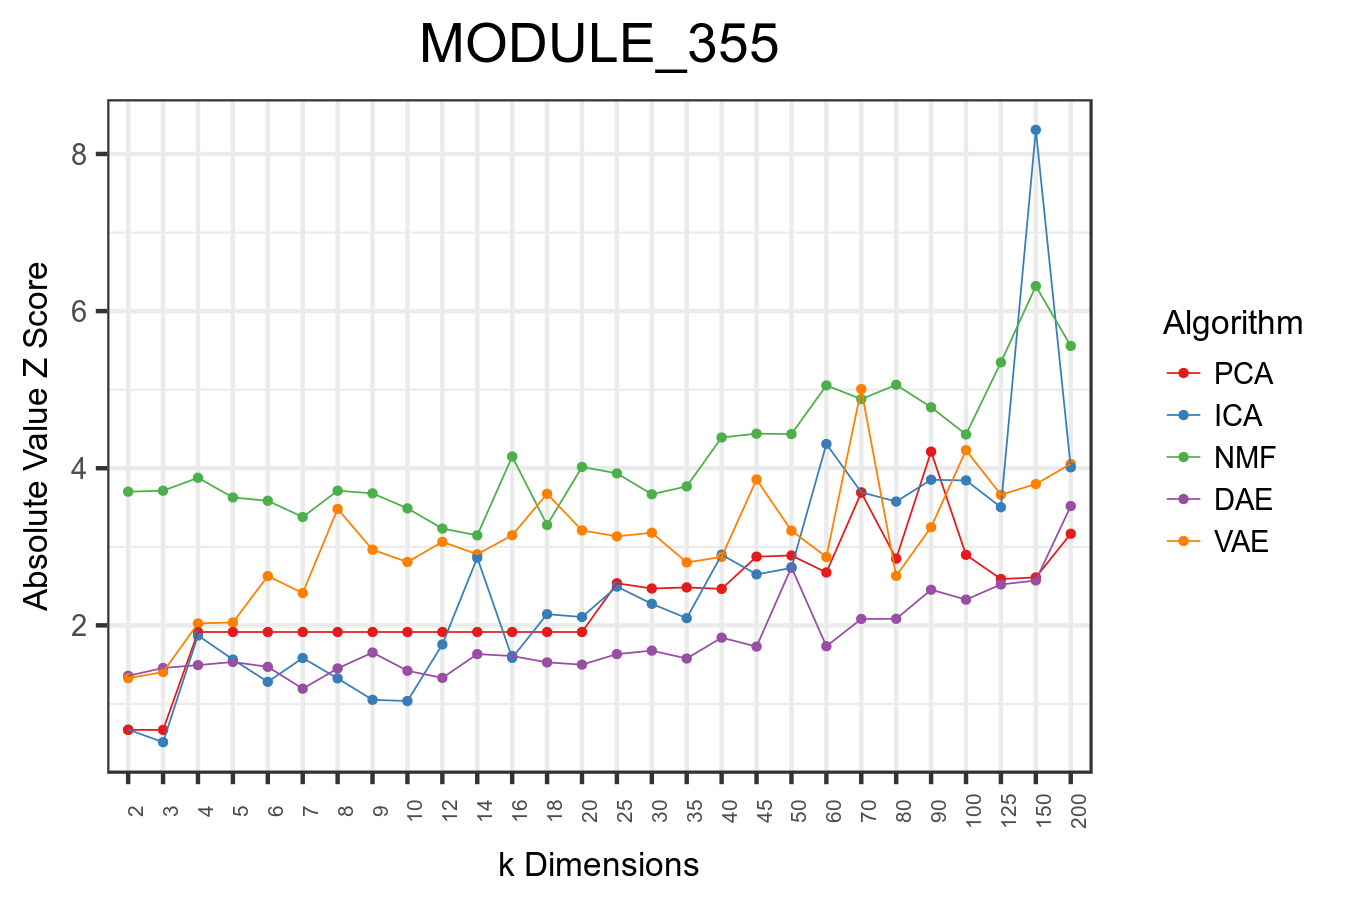 MODULE_355
Absolute Value Z Score
8
6
4
2
2 3 4 5 6 7 8 9 10 12 14 16 18 20 25 30 35 40 45 50 60 70 80 90 100 125 150 200
k Dimensions
Algorithm
PCA
ICA
NMF
DAE
VAE